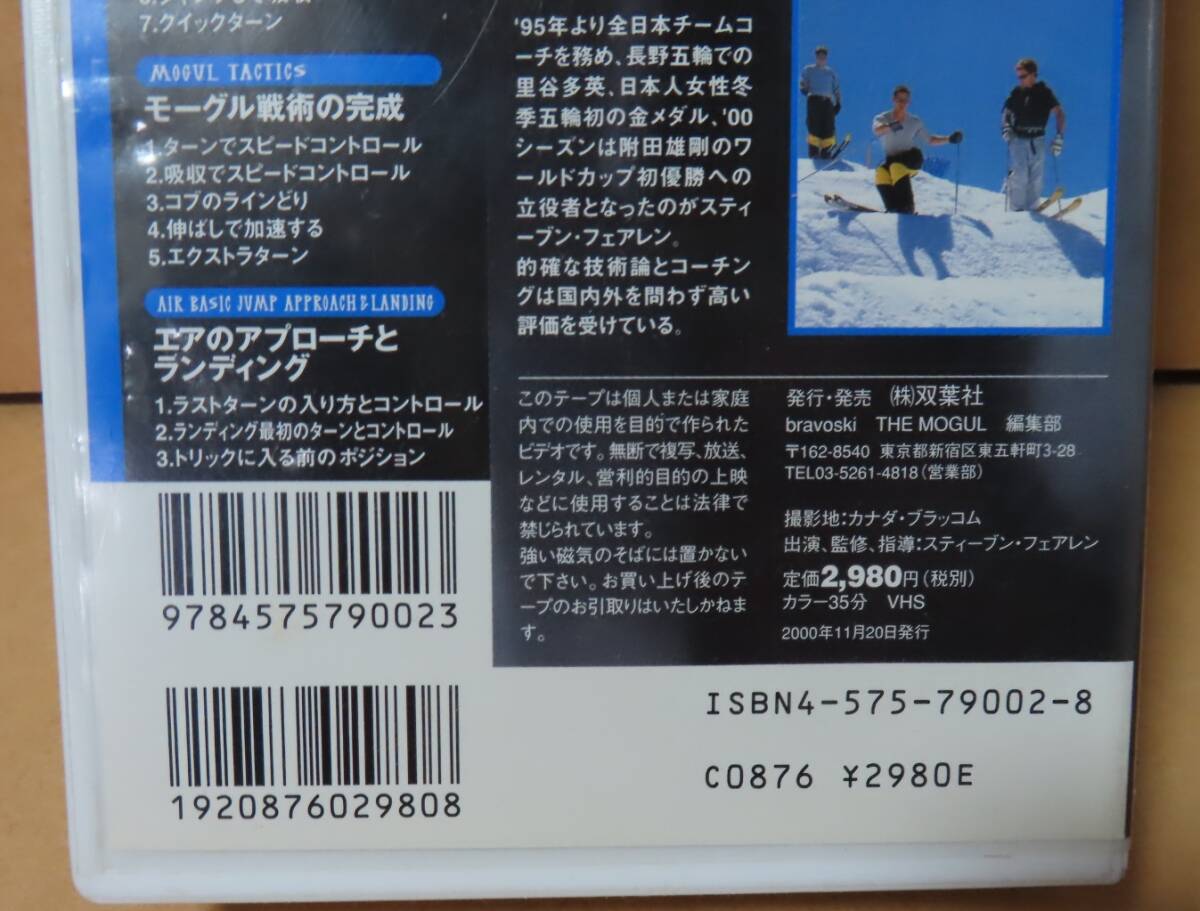 7.クイックターン
MOGUL TACTICS
モーグル戦術の完成
1.ターンでスピードコントロール
2.吸収でスピードコントロール
3.コブのラインどり
4.伸ばしで加速する
5.エクストラターン
AIR BASIC JUMP APPROACH & LANDING
エアのアプローチと
ランディング
1.ラストターンの入り方とコントロール
2.ランディング最初のターンとコントロール
3.トリックに入る前のポジション
'95年より全日本チームコ
ーチを務め、長野五輪での
里谷多英、日本人女性冬
季五輪初の金メダル、'00
シーズンは附田雄剛のワ
ールドカップ初優勝への
立役者となったのがスティ
ーブン・フェアレン。
的確な技術論とコーチン
グは国内外を問わず高い
評価を受けている。
このテープは個人または家庭
内での使用を目的で作られた
ビデオです。無断で複写、放送、
レンタル、営利的目的の上映
などに使用することは法律で
禁じられています。
強い磁気のそばには置かない
で下さい。お買い上げ後のテ
ープのお引取りはいたしかねま
す。
発行・発売 (株)双葉社
bravoski THE MOGUL 編集部
〒162-8540 東京都新宿区東五軒町3-28
TEL03-5261-4818(営業部)
撮影地:カナダ・ブラッコム
出演、監修、指導:スティーブン・フェアレン
定価2,980円(税別)
カラー35分 VHS
2000年11月20日発行
9784575790023
1920876029808
ISBN4-575-79002-8
C0876 ¥2980E